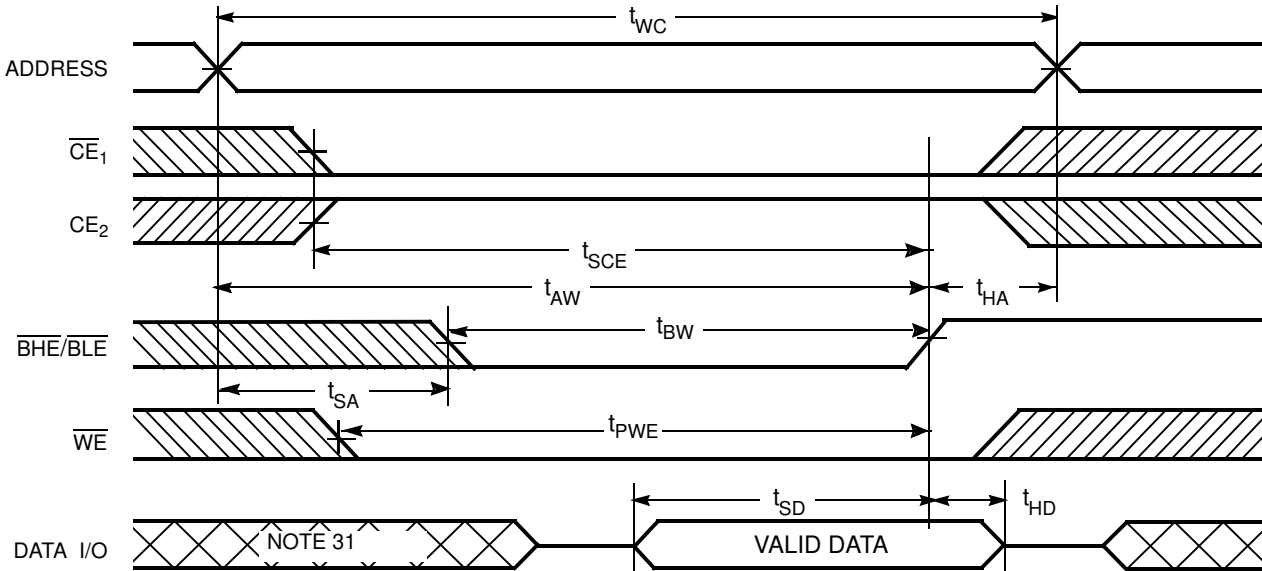 tWC
ADDRESS
CE1
CE2
tSCE
tAW
tHA
BHE/BLE
tBW
tSA
WE
tPWE
tSD
tHD
DATA I/O
NOTE 31
VALID DATA